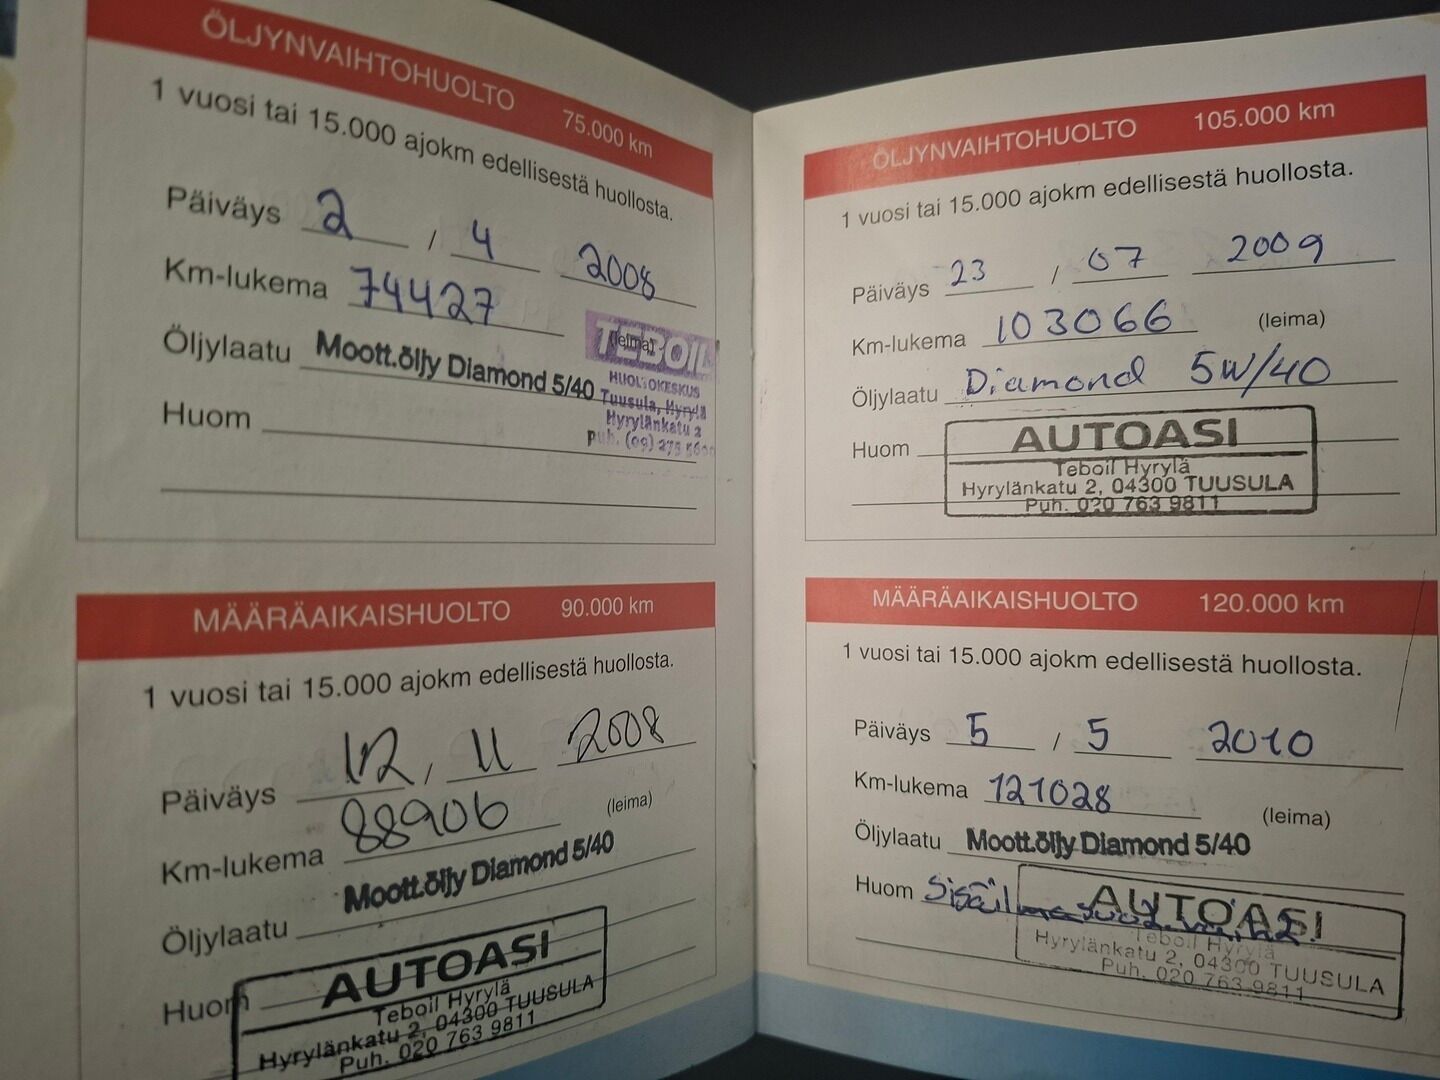 ÖLJYNVAIHTOHUOLTO 75.000 km
1 vuosi tai 15.000 ajokm edellisestä huollosta.
Päiväys 2 / 4 2008
Km-lukema 74427
(leima)
TEBOIL
Öljylaatu Moott.öljy Diamond 5/40
HUOLTOKESKUS
Tuusula, Hyrylä
Hyrylänkatu 2
puh. (09) 275 5600
Huom
MÄÄRÄAIKAISHUOLTO 90.000 km
1 vuosi tai 15.000 ajokm edellisestä huollosta.
Päiväys 12 / 11 2008
Km-lukema 88906 (leima)
Öljylaatu Moott.öljy Diamond 5/40
Huom
AUTOASI
Teboil Hyrylä
Hyrylänkatu 2, 04300 TUUSULA
Puh. 020 763 9811
ÖLJYNVAIHTOHUOLTO 105.000 km
1 vuosi tai 15.000 ajokm edellisestä huollosta.
Päiväys 23 / 07 2009
Km-lukema 103066 (leima)
Öljylaatu Diamond 5W/40
Huom
AUTOASI
Teboil Hyrylä
Hyrylänkatu 2, 04300 TUUSULA
Puh. 020 763 9811
MÄÄRÄAIKAISHUOLTO 120.000 km
1 vuosi tai 15.000 ajokm edellisestä huollosta.
Päiväys 5 / 5 2010
Km-lukema 121028 (leima)
Öljylaatu Moott.öljy Diamond 5/40
Huom
AUTOASI
Teboil Hyrylä
Hyrylänkatu 2, 04300 TUUSULA
Puh. 020 763 9811